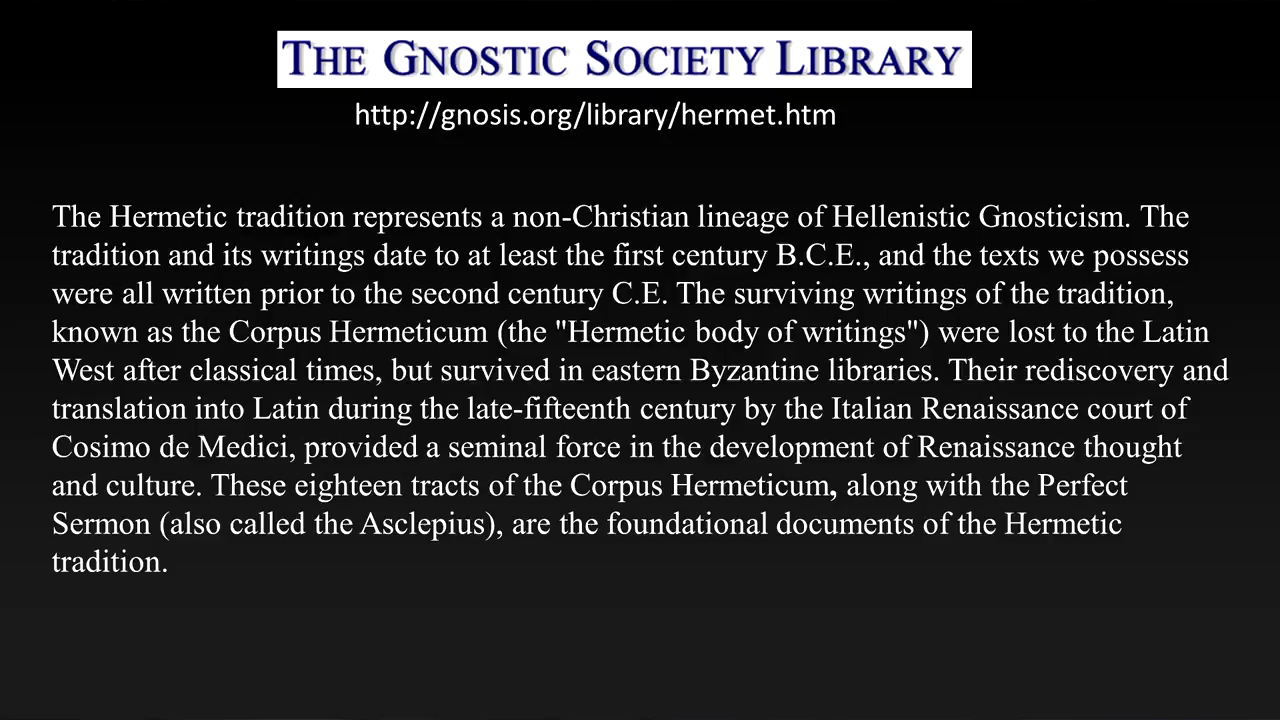 THE GNOSTIC SOCIETY LIBRARY
http://gnosis.org/library/hermet.htm
The Hermetic tradition represents a non-Christian lineage of Hellenistic Gnosticism. The
tradition and its writings date to at least the first century B.C.E., and the texts we possess
were all written prior to the second century C.E. The surviving writings of the tradition,
known as the Corpus Hermeticum (the "Hermetic body of writings") were lost to the Latin
West after classical times, but survived in eastern Byzantine libraries. Their rediscovery and
translation into Latin during the late-fifteenth century by the Italian Renaissance court of
Cosimo de Medici, provided a seminal force in the development of Renaissance thought
and culture. These eighteen tracts of the Corpus Hermeticum, along with the Perfect
Sermon (also called the Asclepius), are the foundational documents of the Hermetic
tradition.